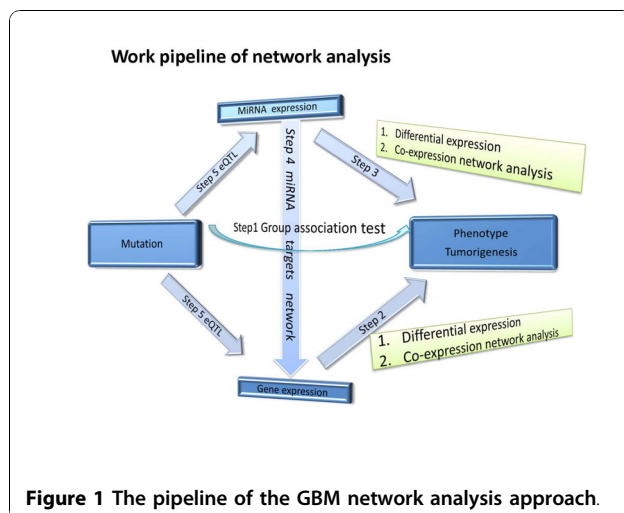 Work pipeline of network analysis
MiRNA expression
1. Differential expression
2. Co-expression network analysis
Step 5 eQTL
Step 3
Step 4 miRNA targets network
Step1 Group association test
Mutation
Phenotype
Tumorigenesis
Step 5 eQTL
Step 2
1. Differential expression
2. Co-expression network analysis
Gene expression
Figure 1 The pipeline of the GBM network analysis approach.